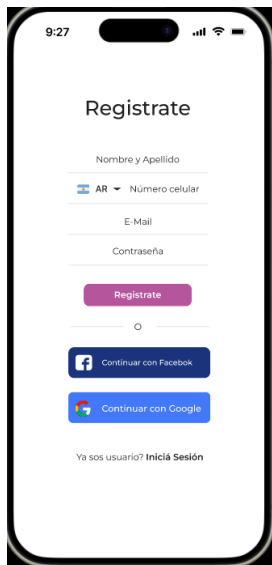 9:27
Registrate
Nombre y Apellido
AR Número celular
E-Mail
Contraseña
Registrate
O
Continuar con Facebok
Continuar con Google
Ya sos usuario? Iniciá Sesión